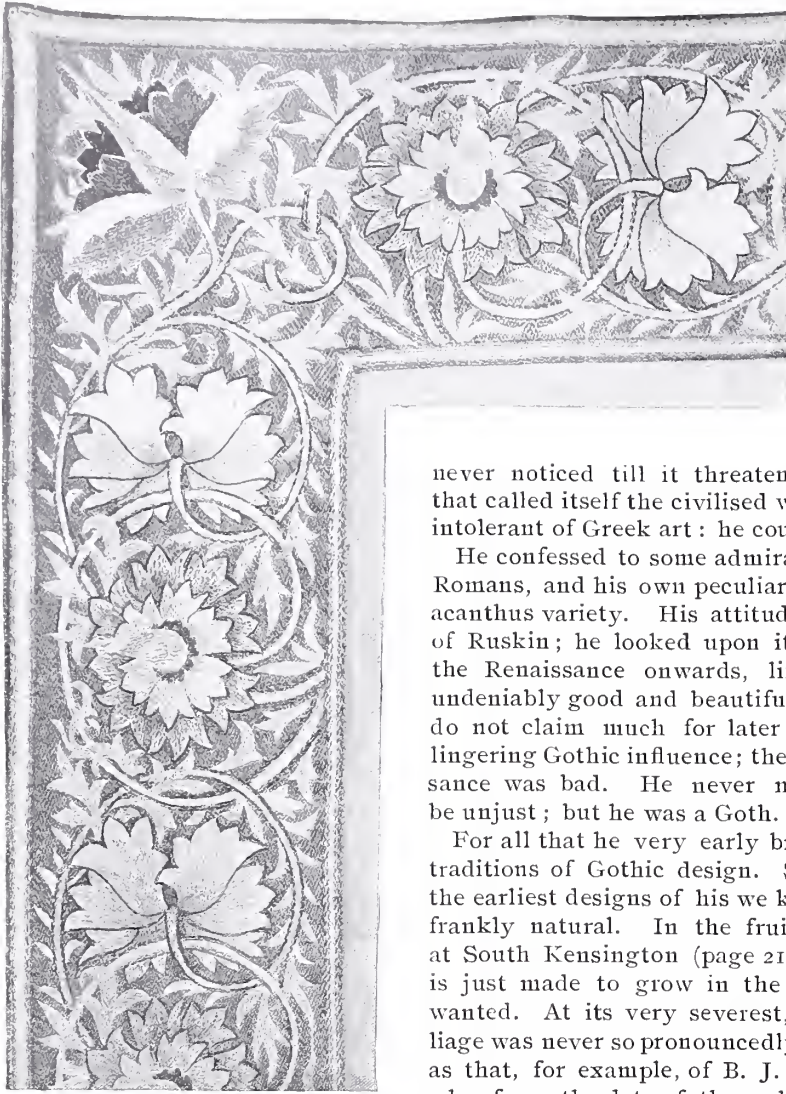 never noticed till it threaten
that called itself the civilised
intolerant of Greek art : he cou
He confessed to some admira
Romans, and his own peculiar
acanthus variety. His attitud
of Ruskin ; he looked upon it
the Renaissance onwards, li
undeniably good and beautifu
do not claim much for later
lingering Gothic influence ; the
sance was bad. He never
be unjust ; but he was a Goth.
For all that he very early
traditions of Gothic design.
the earliest designs of his we
frankly natural. In the frui
at South Kensington (page 21
is just made to grow in the
wanted. At its very severest,
liage was never so pronouncedly
as that, for example, of B. J.